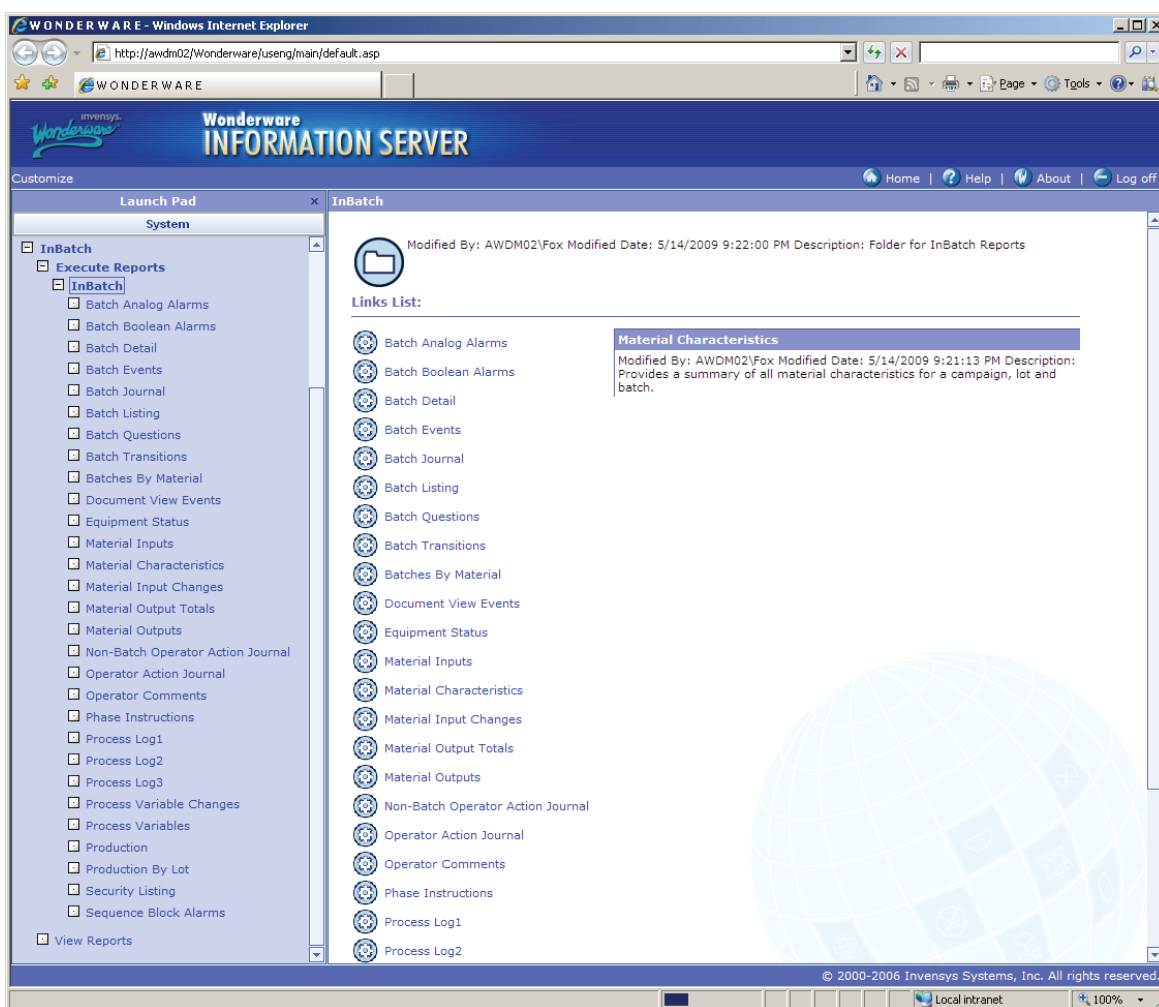 WONDERWARE - Windows Internet Explorer
http://awdm02/Wonderware/useng/main/default.asp
WONDERWARE
Page
Tools
invensys.
Wonderware
Wonderware
INFORMATION SERVER
Customize
Home | Help | About | Log off
Launch Pad x
InBatch
System
InBatch
Execute Reports
InBatch
Batch Analog Alarms
Batch Boolean Alarms
Batch Detail
Batch Events
Batch Journal
Batch Listing
Batch Questions
Batch Transitions
Batches By Material
Document View Events
Equipment Status
Material Inputs
Material Characteristics
Material Input Changes
Material Output Totals
Material Outputs
Non-Batch Operator Action Journal
Operator Action Journal
Operator Comments
Phase Instructions
Process Log1
Process Log2
Process Log3
Process Variable Changes
Process Variables
Production
Production By Lot
Security Listing
Sequence Block Alarms
View Reports
Modified By: AWDM02\Fox Modified Date: 5/14/2009 9:22:00 PM Description: Folder for InBatch Reports
Links List:
Batch Analog Alarms
Batch Boolean Alarms
Batch Detail
Batch Events
Batch Journal
Batch Listing
Batch Questions
Batch Transitions
Batches By Material
Document View Events
Equipment Status
Material Inputs
Material Characteristics
Material Input Changes
Material Output Totals
Material Outputs
Non-Batch Operator Action Journal
Operator Action Journal
Operator Comments
Phase Instructions
Process Log1
Process Log2
Material Characteristics
Modified By: AWDM02\Fox Modified Date: 5/14/2009 9:21:13 PM Description:
Provides a summary of all material characteristics for a campaign, lot and
batch.
© 2000-2006 Invensys Systems, Inc. All rights reserved.
Local intranet
100%